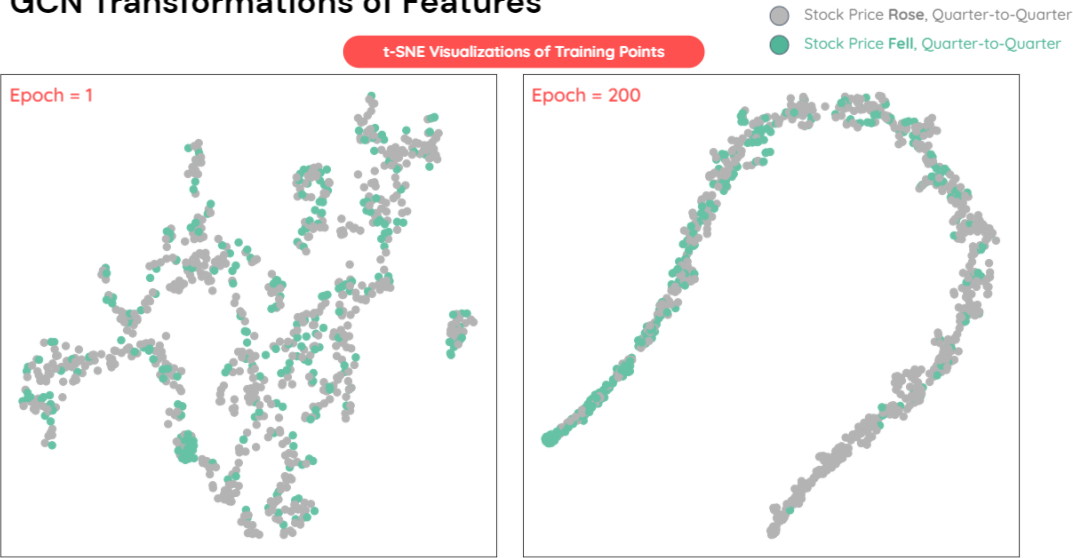 GCN Transformations of Features
Stock Price Rose, Quarter-to-Quarter
t-SNE Visualizations of Training Points
Stock Price Fell, Quarter-to-Quarter
Epoch = 1
Epoch = 200